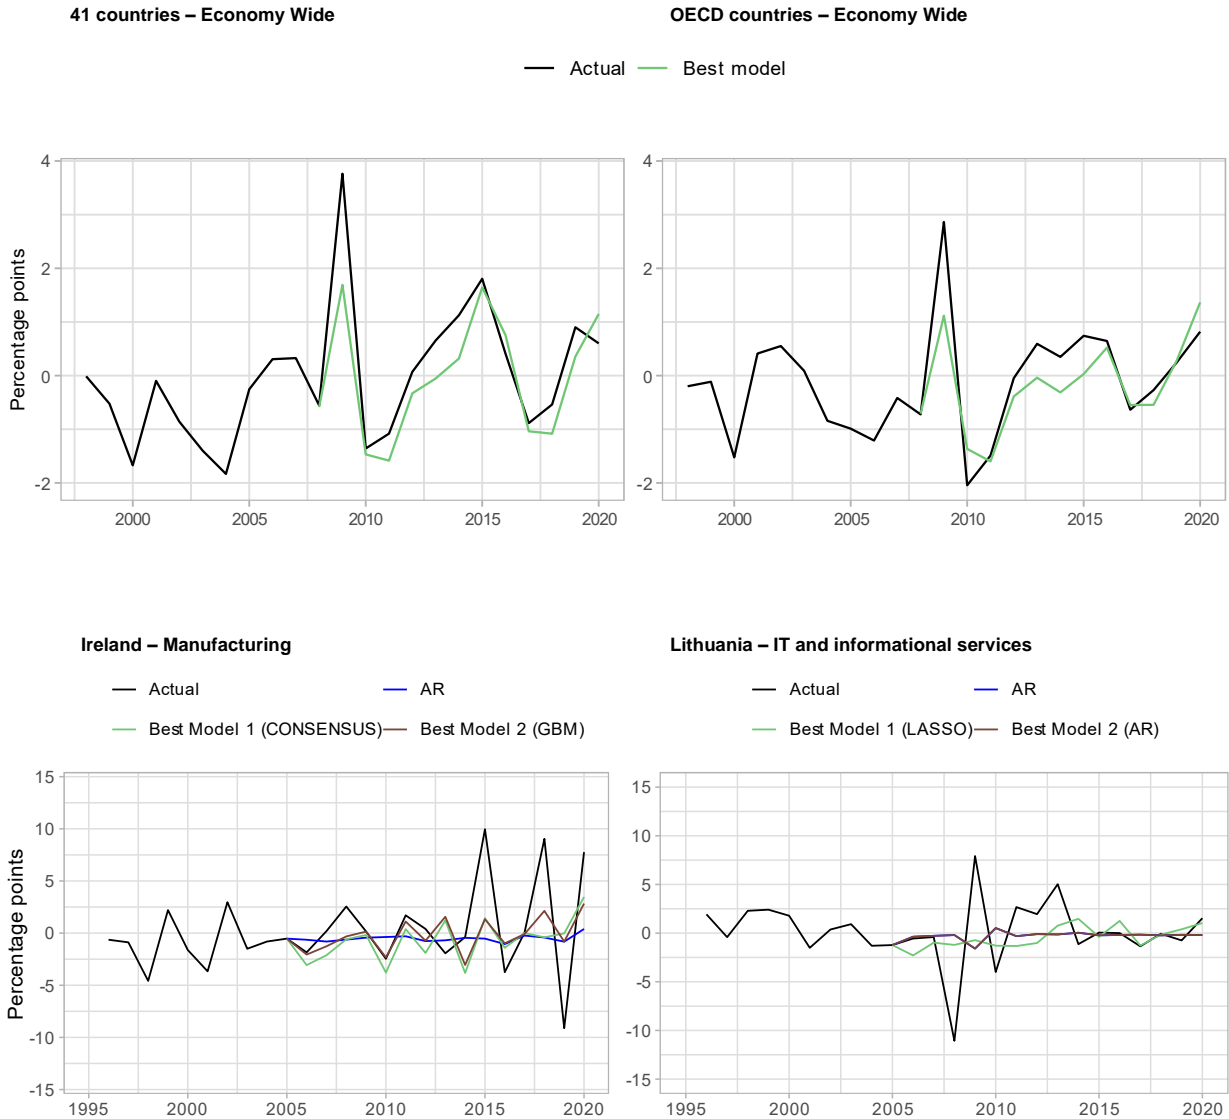 41 countries – Economy Wide
OECD countries – Economy Wide
Actual
Best model
Percentage points
4
2
0
-2
2000
2005
2010
2015
2020
4
2
0
-2
2000
2005
2010
2015
2020
Ireland – Manufacturing
Actual
AR
Best Model 1 (CONSENSUS)
Best Model 2 (GBM)
Percentage points
15
10
5
0
-5
-10
-15
1995
2000
2005
2010
2015
2020
Lithuania – IT and informational services
Actual
AR
Best Model 1 (LASSO)
Best Model 2 (AR)
15
10
5
0
-5
-10
-15
1995
2000
2005
2010
2015
2020